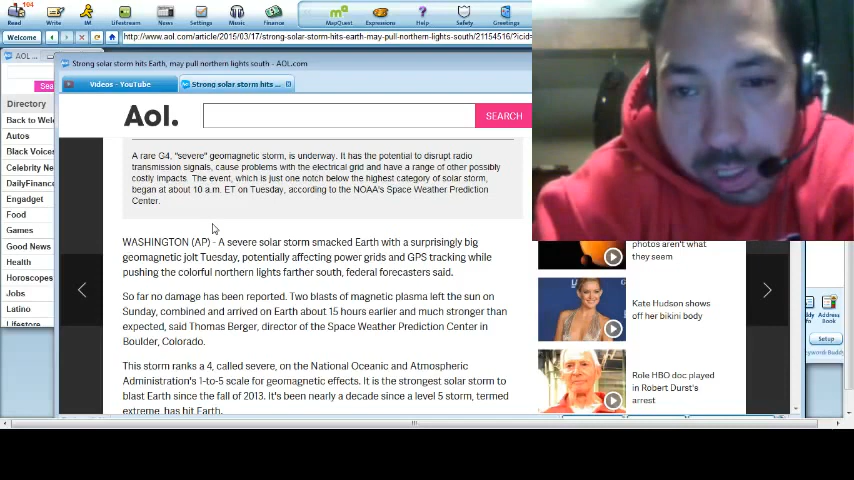 104
Read Write IM Lifestream News Settings Music Finance MapQuest Expressions Help Safety Greetings
Welcome
http://www.aol.com/article/2015/03/17/strong-solar-storm-hits-earth-may-pull-northern-lights-south/21154516/?icid=
AOL ...
Strong solar storm hits Earth, may pull northern lights south - AOL.com
Videos - YouTube
Strong solar storm hits ...
Sea
Aol.
SEARCH
Directory
Back to Wel
Autos
Black Voices
Celebrity Ne
DailyFinanc
Engadget
Food
Games
Good News
Health
Horoscopes
Jobs
Latino
Lifestore
A rare G4, "severe" geomagnetic storm, is underway. It has the potential to disrupt radio
transmission signals, cause problems with the electrical grid and have a range of other possibly
costly impacts. The event, which is just one notch below the highest category of solar storm,
began at about 10 a.m. ET on Tuesday, according to the NOAA's Space Weather Prediction
Center.
WASHINGTON (AP) - A severe solar storm smacked Earth with a surprisingly big
geomagnetic jolt Tuesday, potentially affecting power grids and GPS tracking while
pushing the colorful northern lights farther south, federal forecasters said.
So far no damage has been reported. Two blasts of magnetic plasma left the sun on
Sunday, combined and arrived on Earth about 15 hours earlier and much stronger than
expected, said Thomas Berger, director of the Space Weather Prediction Center in
Boulder, Colorado.
This storm ranks a 4, called severe, on the National Oceanic and Atmospheric
Administration's 1-to-5 scale for geomagnetic effects. It is the strongest solar storm to
blast Earth since the fall of 2013. It's been nearly a decade since a level 5 storm, termed
extreme, has hit Earth.
photos aren't what
they seem
Kate Hudson shows
off her bikini body
Role HBO doc played
in Robert Durst's
arrest
Address
Book
Setup